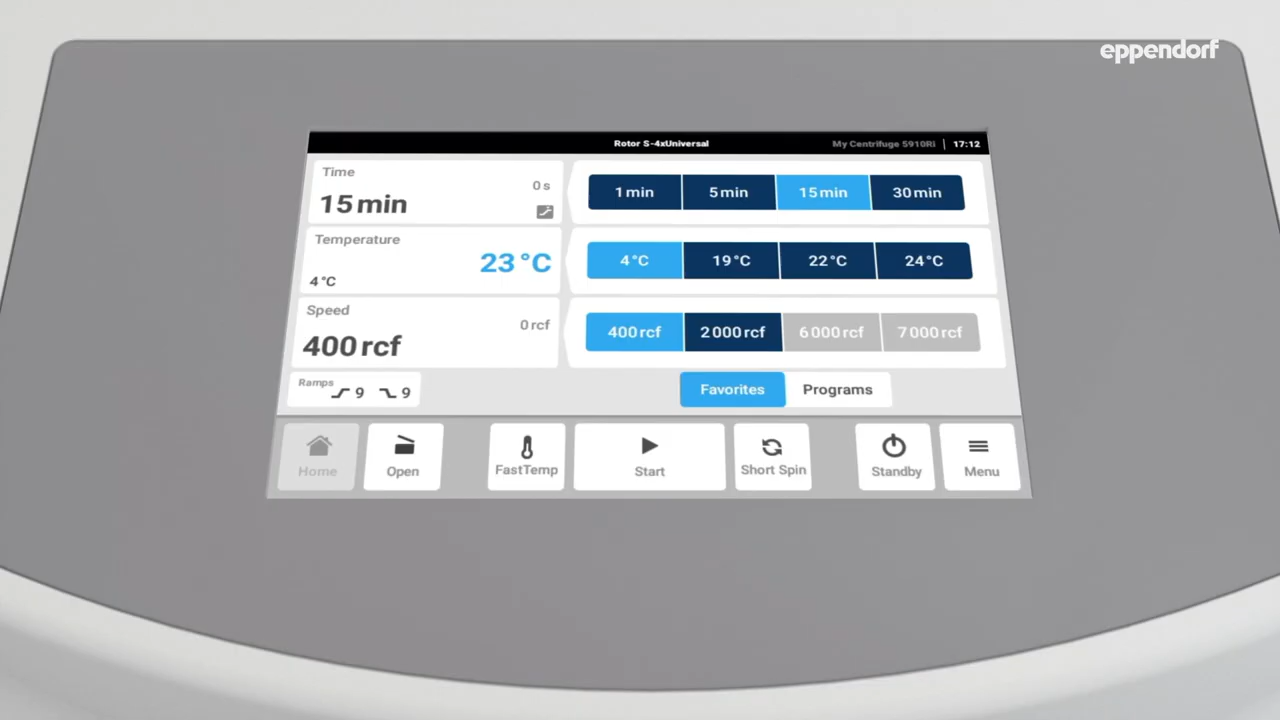 eppendorf
Rotor S-4xUniversal
My Centrifuge 5910Ri | 17:12
Time
0 s
15 min
1 min 5 min 15 min 30 min
Temperature
23 °C
4 °C
4 °C 19 °C 22 °C 24 °C
Speed
0 rcf
400 rcf
400 rcf 2 000 rcf 6 000 rcf 7 000 rcf
Ramps
9 9
Favorites Programs
Home Open FastTemp Start Short Spin Standby Menu